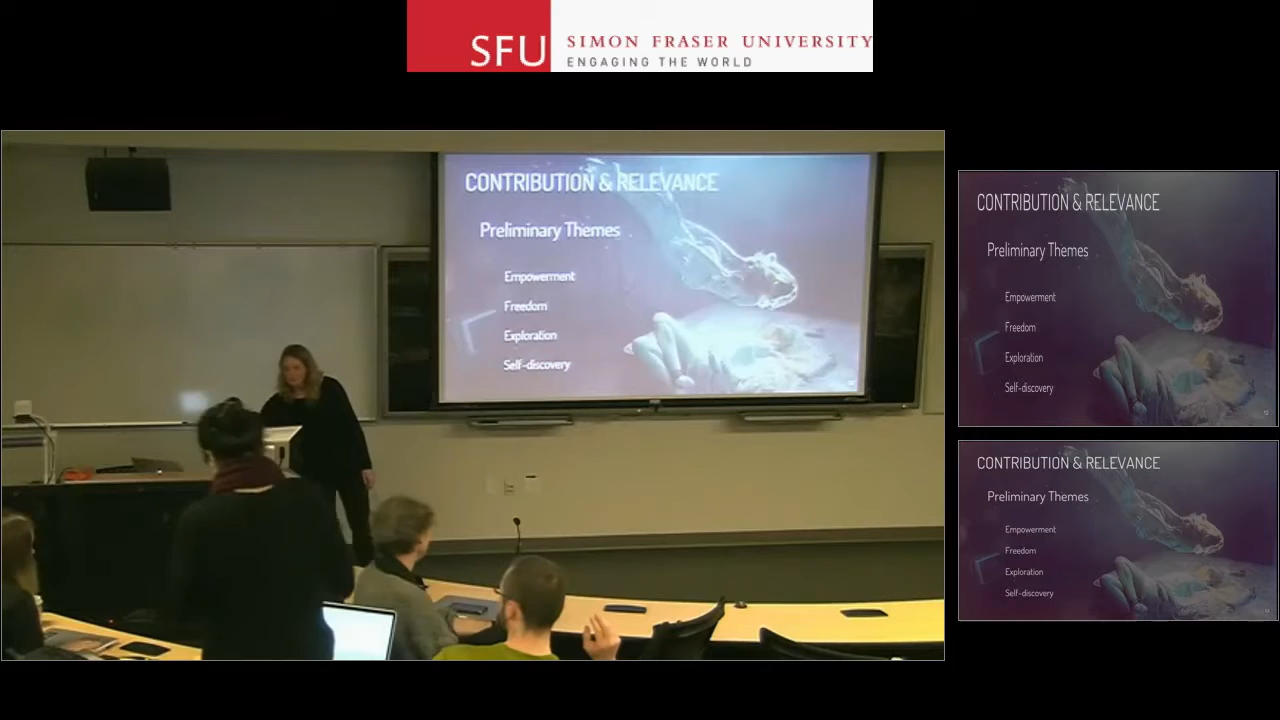 SFU SIMON FRASER UNIVERSITY
ENGAGING THE WORLD
CONTRIBUTION & RELEVANCE
Preliminary Themes
Empowerment
Freedom
Exploration
Self-discovery
CONTRIBUTION & RELEVANCE
Preliminary Themes
Empowerment
Freedom
Exploration
Self-discovery
CONTRIBUTION & RELEVANCE
Preliminary Themes
Empowerment
Freedom
Exploration
Self-discovery